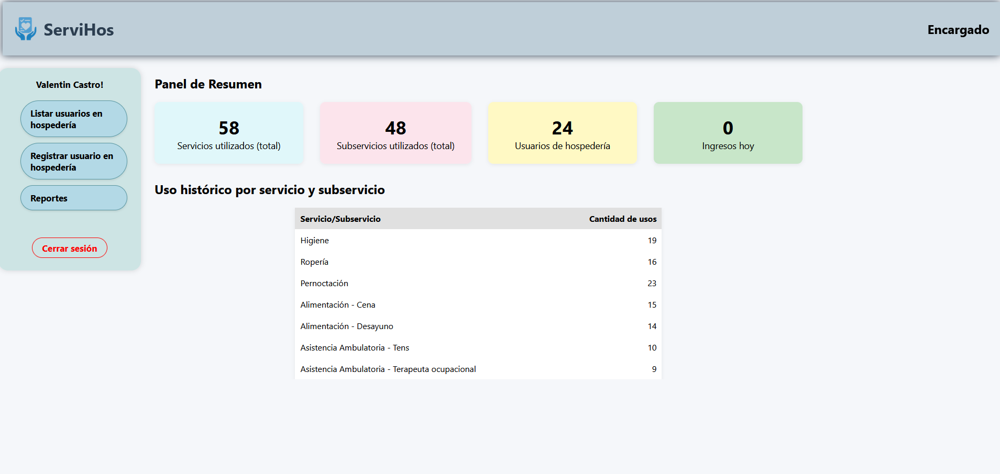 ServiHos
Encargado
Valentin Castro!
Listar usuarios en
hospedería
Registrar usuario en
hospedería
Reportes
Cerrar sesión
Panel de Resumen
58
Servicios utilizados (total)
48
Subservicios utilizados (total)
24
Usuarios de hospedería
0
Ingresos hoy
Uso histórico por servicio y subservicio
Servicio/Subservicio Cantidad de usos
Higiene 19
Ropería 16
Pernoctación 23
Alimentación - Cena 15
Alimentación - Desayuno 14
Asistencia Ambulatoria - Tens 10
Asistencia Ambulatoria - Terapeuta ocupacional 9